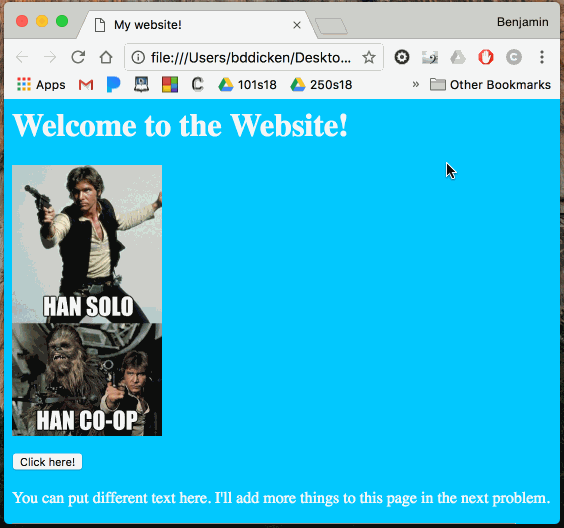 My website!
Benjamin
file:///Users/bddicken/Deskto...
Apps
101s18
250s18
» Other Bookmarks
Welcome to the Website!
HAN SOLO
HAN CO-OP
Click here!
You can put different text here. I'll add more things to this page in the next problem.